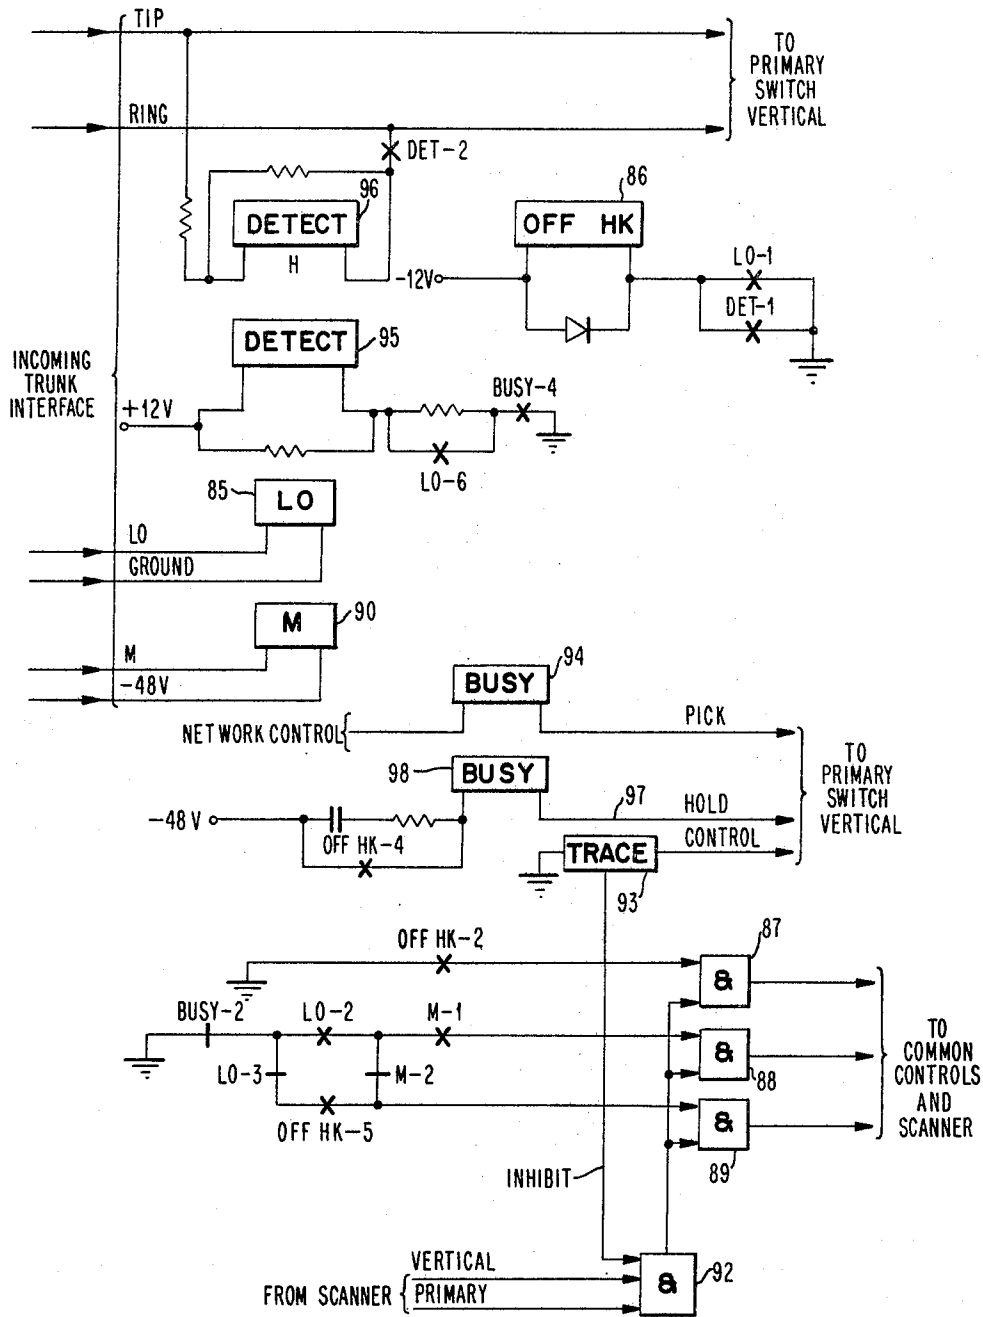 TIP
TO
PRIMARY
SWITCH
VERTICAL
RING
DET-2
96
DETECT
H
86
OFF HK
-12V
LO-1
DET-1
INCOMING
TRUNK
INTERFACE
DETECT
95
+12V
BUSY-4
LO-6
85
LO
LO
GROUND
M
90
M
-48V
BUSY
94
NETWORK CONTROL
PICK
TO
PRIMARY
SWITCH
VERTICAL
98
BUSY
97
HOLD
-48V
OFF HK-4
TRACE
CONTROL
93
OFF HK-2
87
&
BUSY-2
LO-2
M-1
&
88
LO-3
M-2
OFF HK-5
&
89
TO
COMMON
CONTROLS
AND
SCANNER
INHIBIT
FROM SCANNER
VERTICAL
PRIMARY
&
92